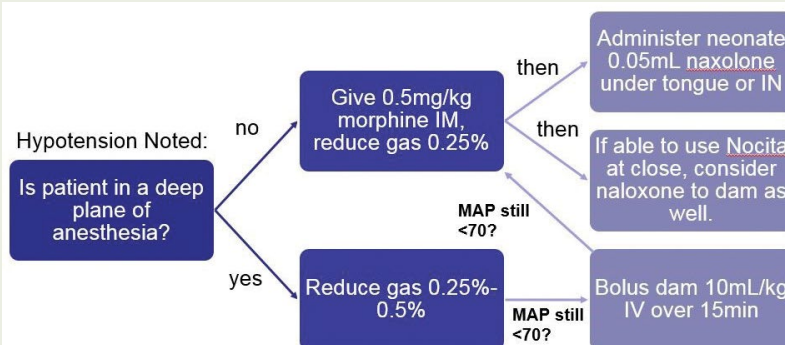 Hypotension Noted:
Is patient in a deep
plane of
anesthesia?
no
Give 0.5mg/kg
morphine IM,
reduce gas 0.25%
then
Administer neonate
0.05mL naxolone
under tongue or IN
then
If able to use Nocita
at close, consider
naloxone to dam as
well.
yes
Reduce gas 0.25%-
0.5%
MAP still
<70?
Bolus dam 10mL/kg
IV over 15min
MAP still
<70?